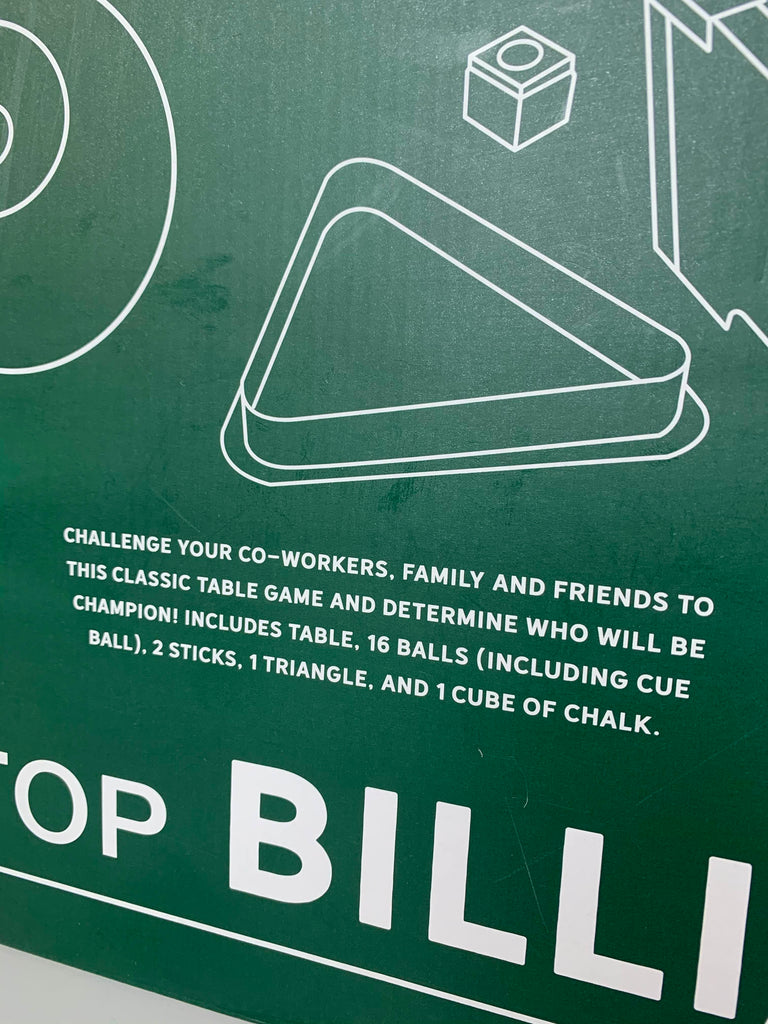 CHALLENGE YOUR CO-WORKERS, FAMILY AND FRIENDS TO
THIS CLASSIC TABLE GAME AND DETERMINE WHO WILL BE
CHAMPION! INCLUDES TABLE, 16 BALLS (INCLUDING CUE
BALL), 2 STICKS, 1 TRIANGLE, AND 1 CUBE OF CHALK.
TOP BILLI